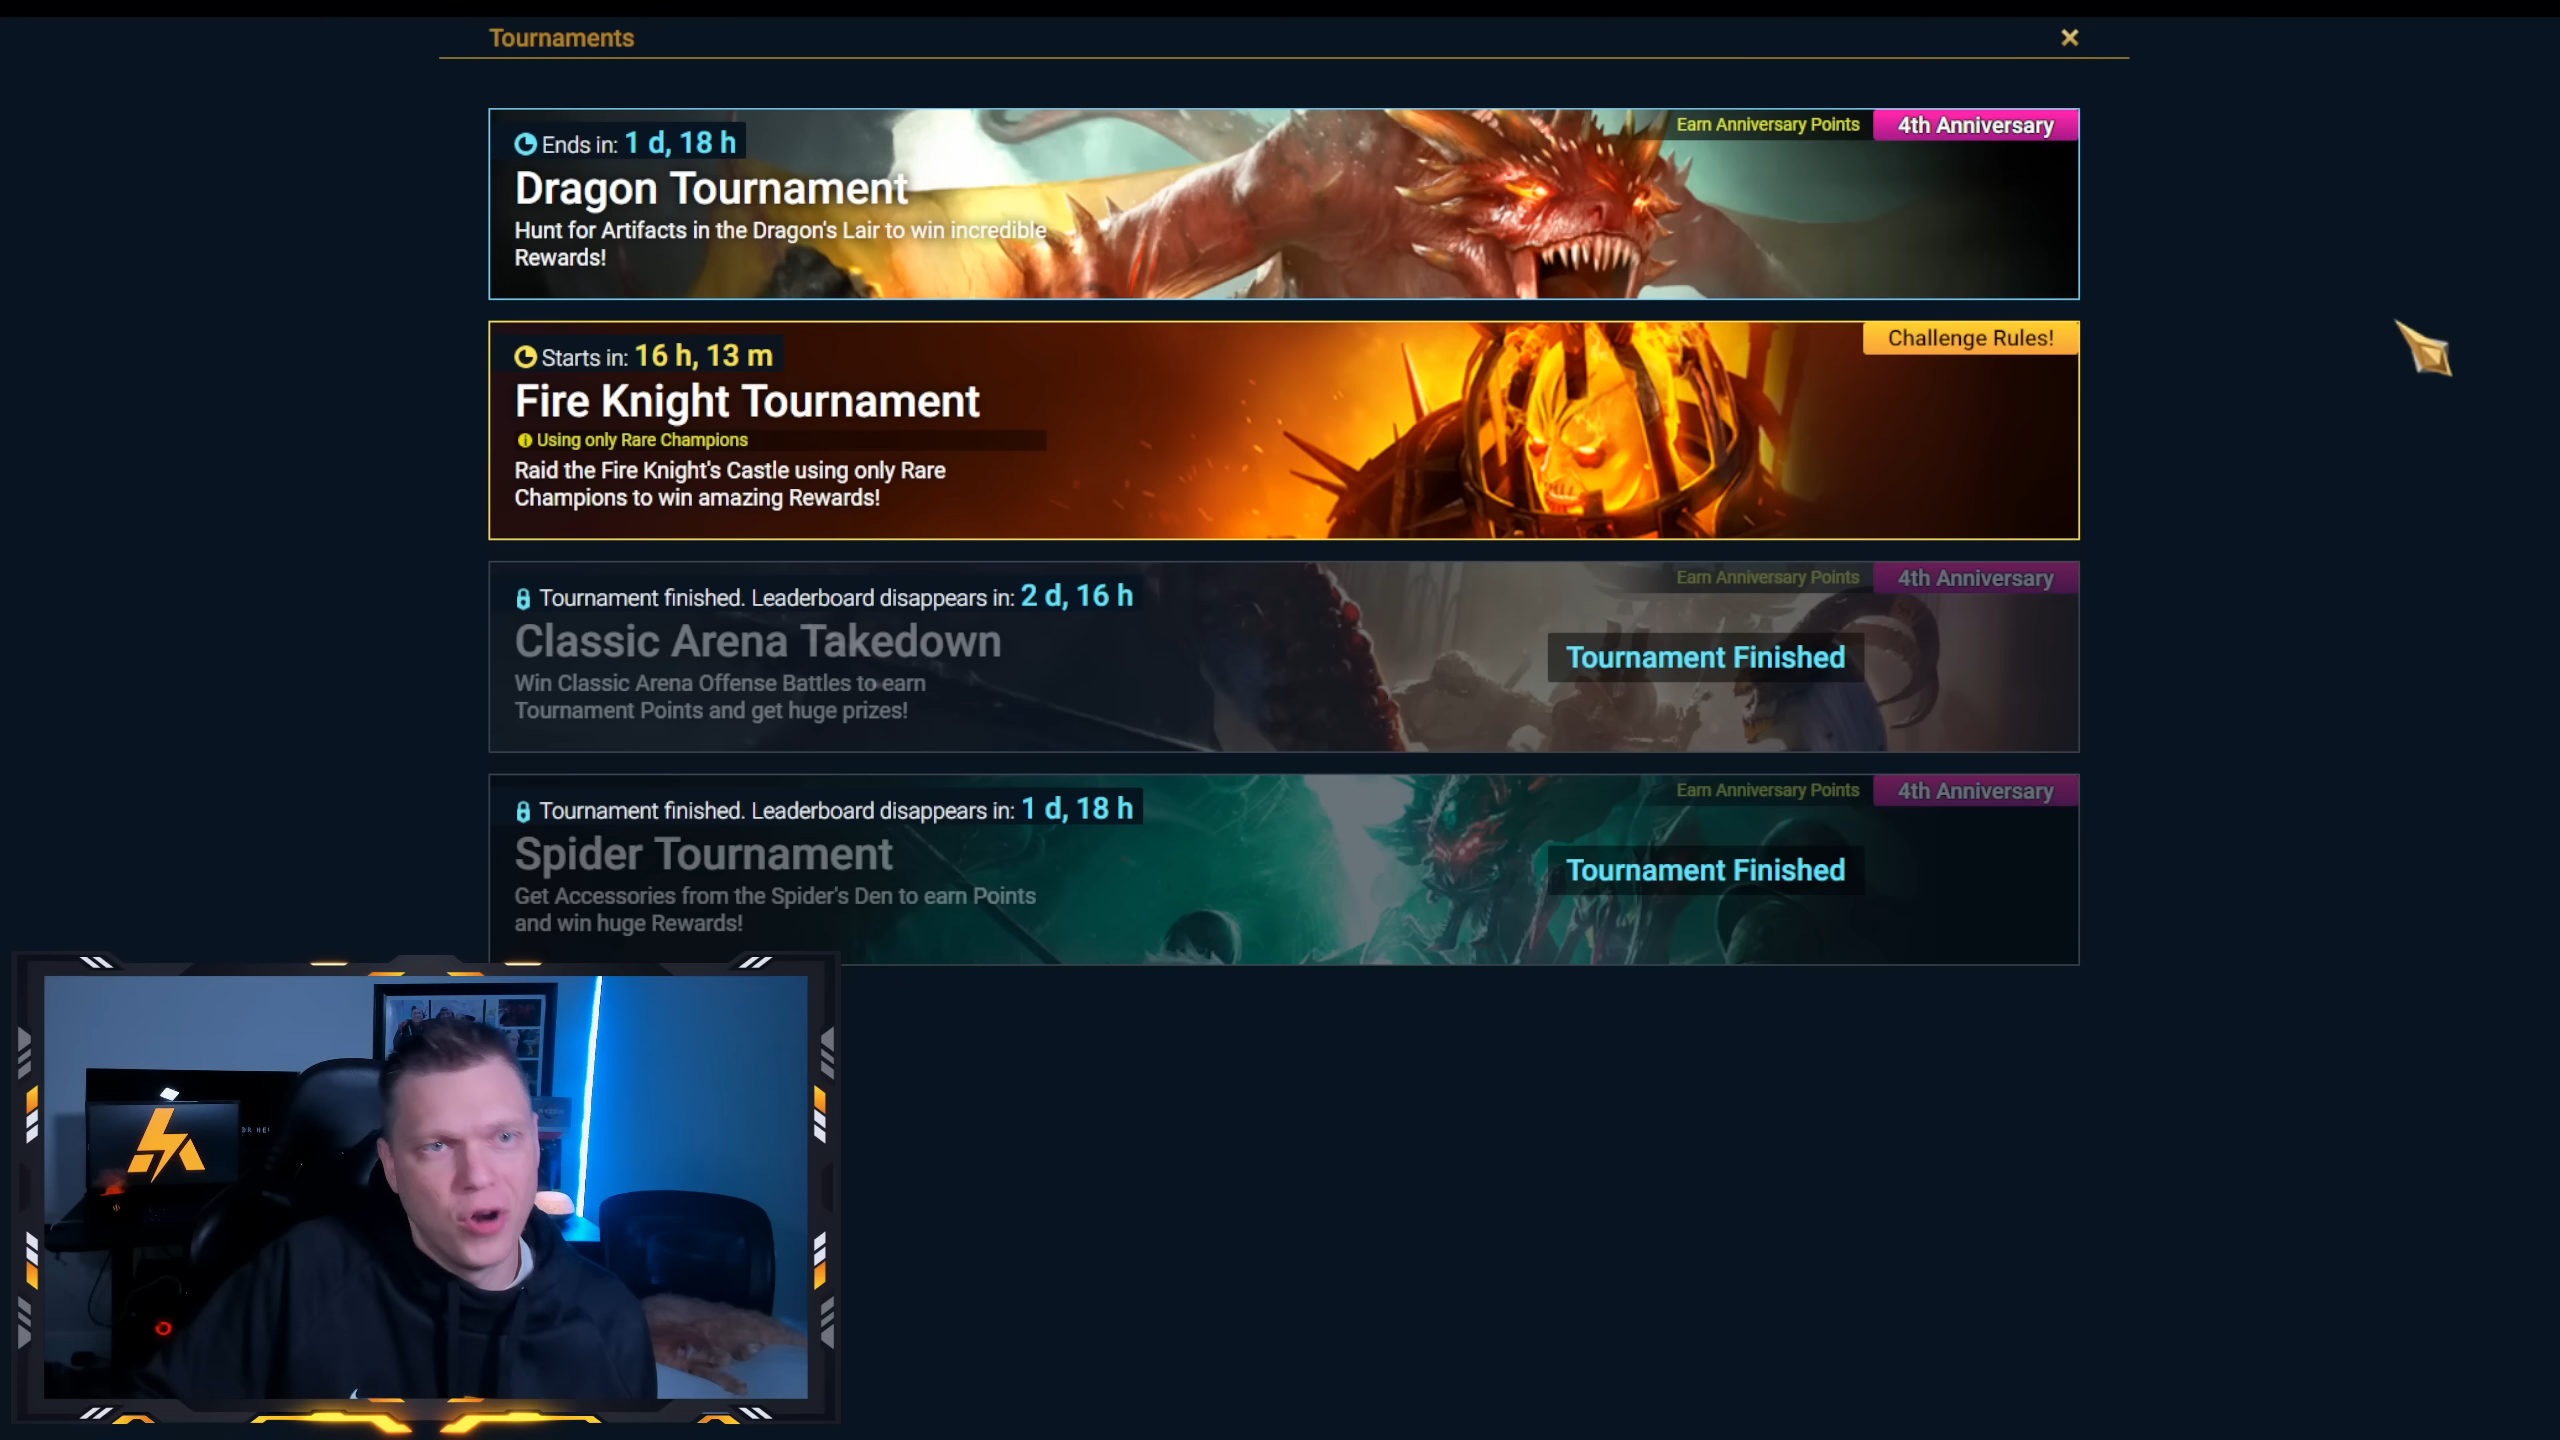 Tournaments
Ends in: 1 d, 18 h
Earn Anniversary Points
4th Anniversary
Dragon Tournament
Hunt for Artifacts in the Dragon's Lair to win incredible
Rewards!
Starts in: 16 h, 13 m
Challenge Rules!
Fire Knight Tournament
Using only Rare Champions
Raid the Fire Knight's Castle using only Rare
Champions to win amazing Rewards!
Tournament finished. Leaderboard disappears in: 2 d, 16 h
Earn Anniversary Points
4th Anniversary
Classic Arena Takedown
Tournament Finished
Win Classic Arena Offense Battles to earn
Tournament Points and get huge prizes!
Tournament finished. Leaderboard disappears in: 1 d, 18 h
Earn Anniversary Points
4th Anniversary
Spider Tournament
Tournament Finished
Get Accessories from the Spider's Den to earn Points
and win huge Rewards!